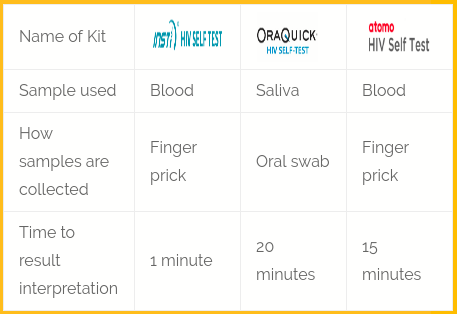 Name of Kit
insti HIV SELF TEST
ORAQUICK
HIV SELF-TEST
atomo
HIV Self Test
Sample used
Blood
Saliva
Blood
How
samples are
collected
Finger
prick
Oral swab
Finger
prick
Time to
result
interpretation
1 minute
20
minutes
15
minutes